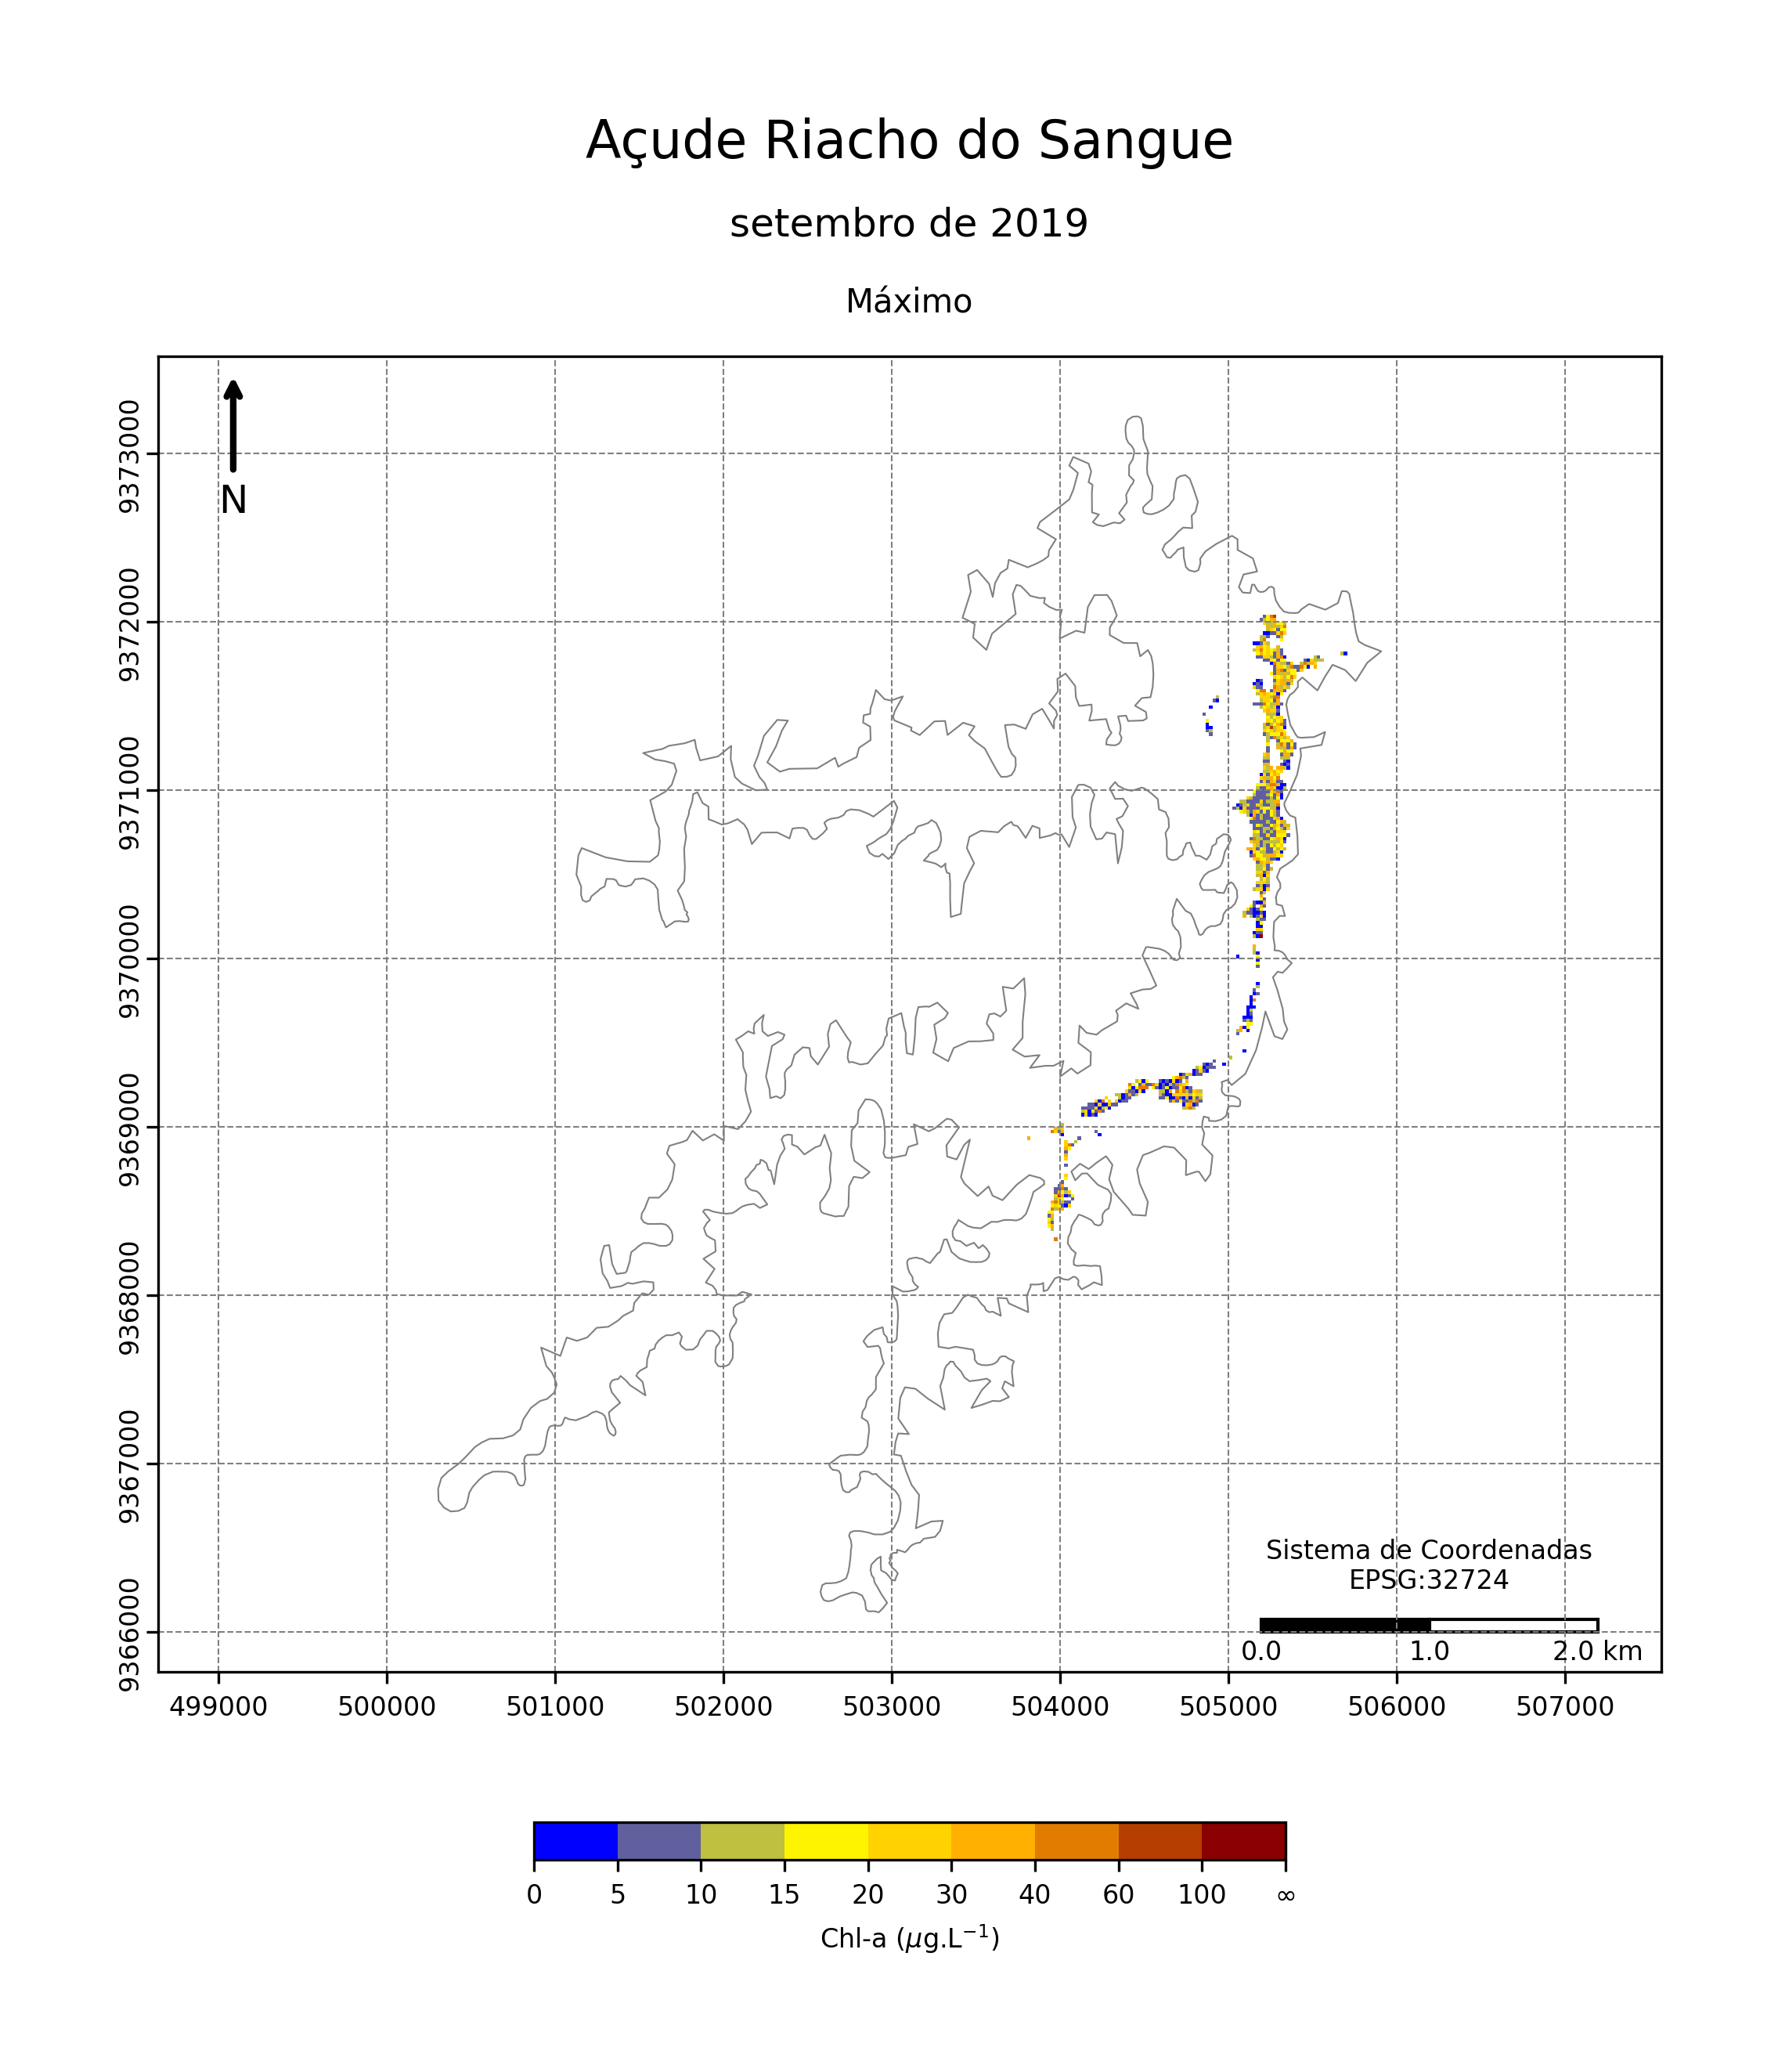 Açude Riacho do Sangue
setembro de 2019
Máximo
N
9373000
9372000
9371000
9370000
9369000
9368000
9367000
9366000
Sistema de Coordenadas
EPSG:32724
0.0 1.0 2.0 km
499000 500000 501000 502000 503000 504000 505000 506000 507000
0 5 10 15 20 30 40 60 100 ∞
Chl-a (μg.L⁻¹)